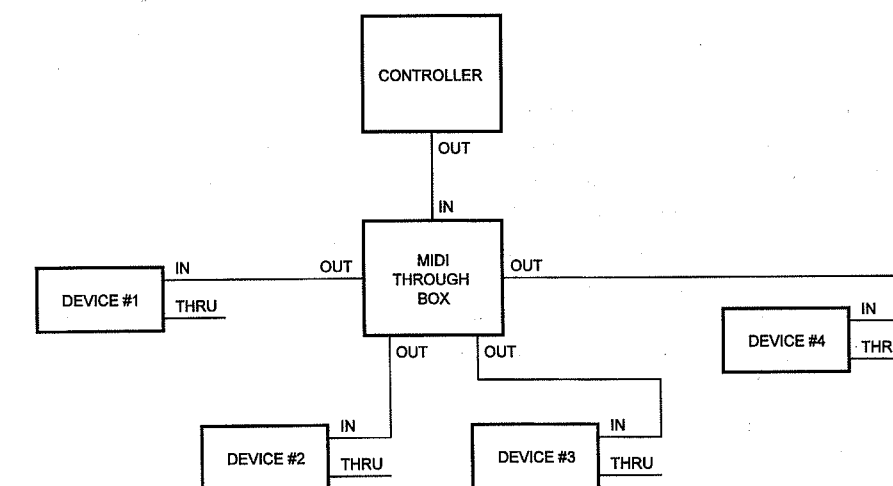 CONTROLLER
OUT
IN
MIDI
THROUGH
BOX
OUT
OUT
IN
DEVICE #1
THRU
IN
DEVICE #4
THR
OUT
OUT
IN
DEVICE #2
THRU
IN
DEVICE #3
THRU